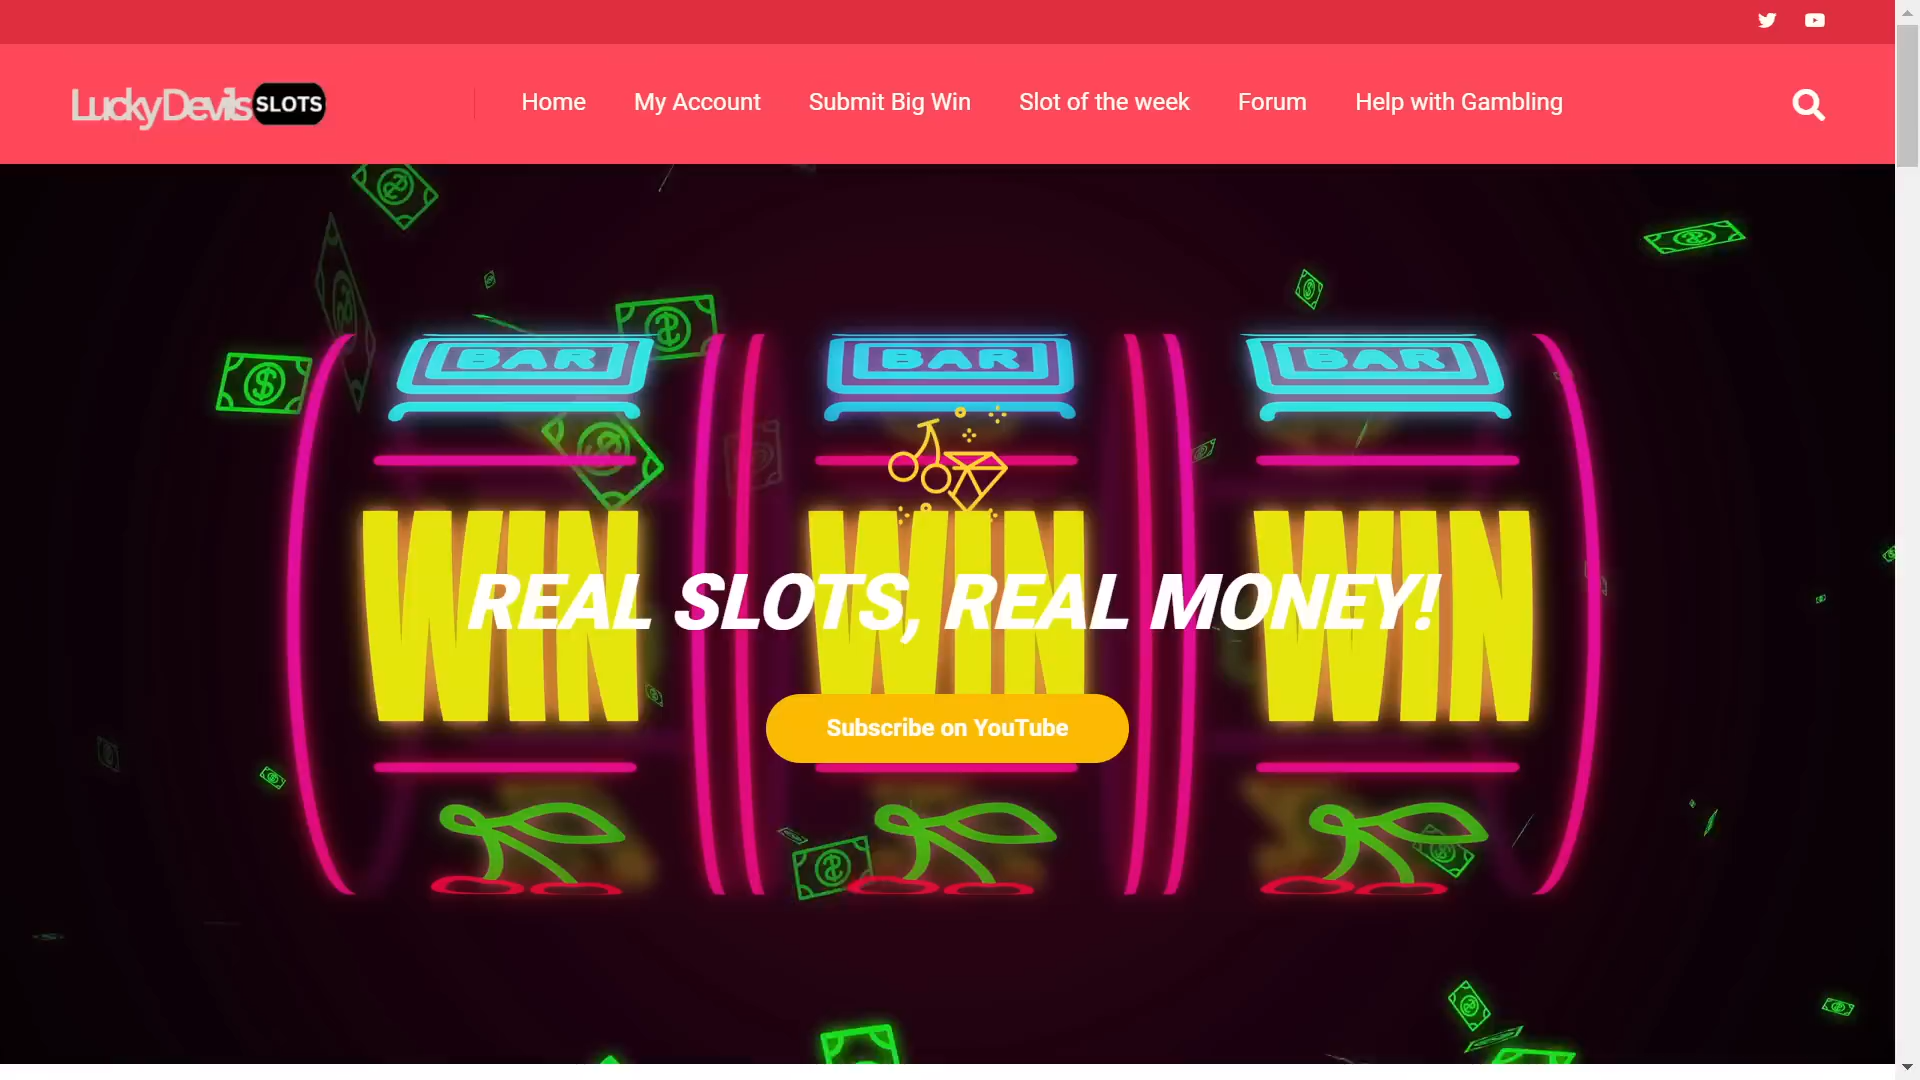 LuckyDevils SLOTS
Home My Account Submit Big Win Slot of the week Forum Help with Gambling
BAR BAR BAR
WIN WIN WIN
REAL SLOTS, REAL MONEY!
Subscribe on YouTube